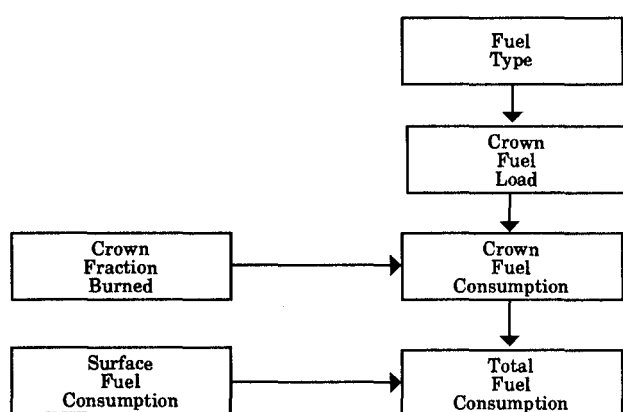 Fuel
Type
Crown
Fuel
Load
Crown
Fraction
Burned
Crown
Fuel
Consumption
Surface
Fuel
Consumption
Total
Fuel
Consumption